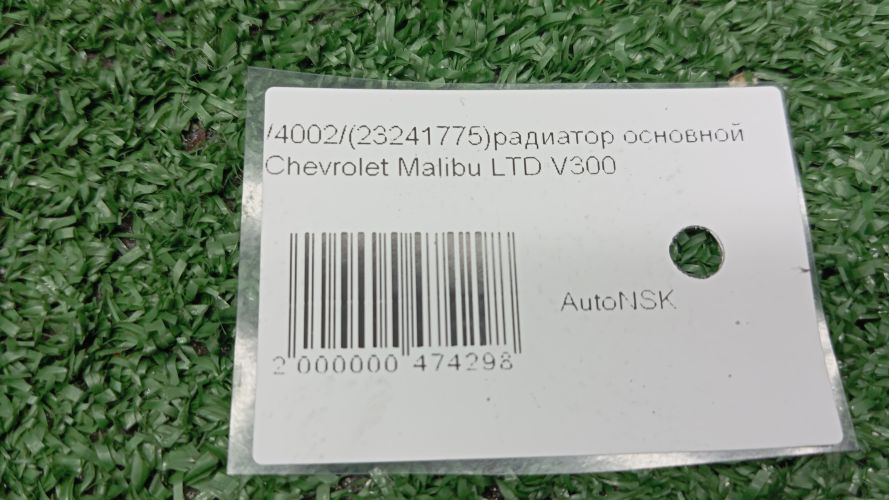 /4002/(23241775)радиатор основной
Chevrolet Malibu LTD V300
AutoNSK
2 000000 474298